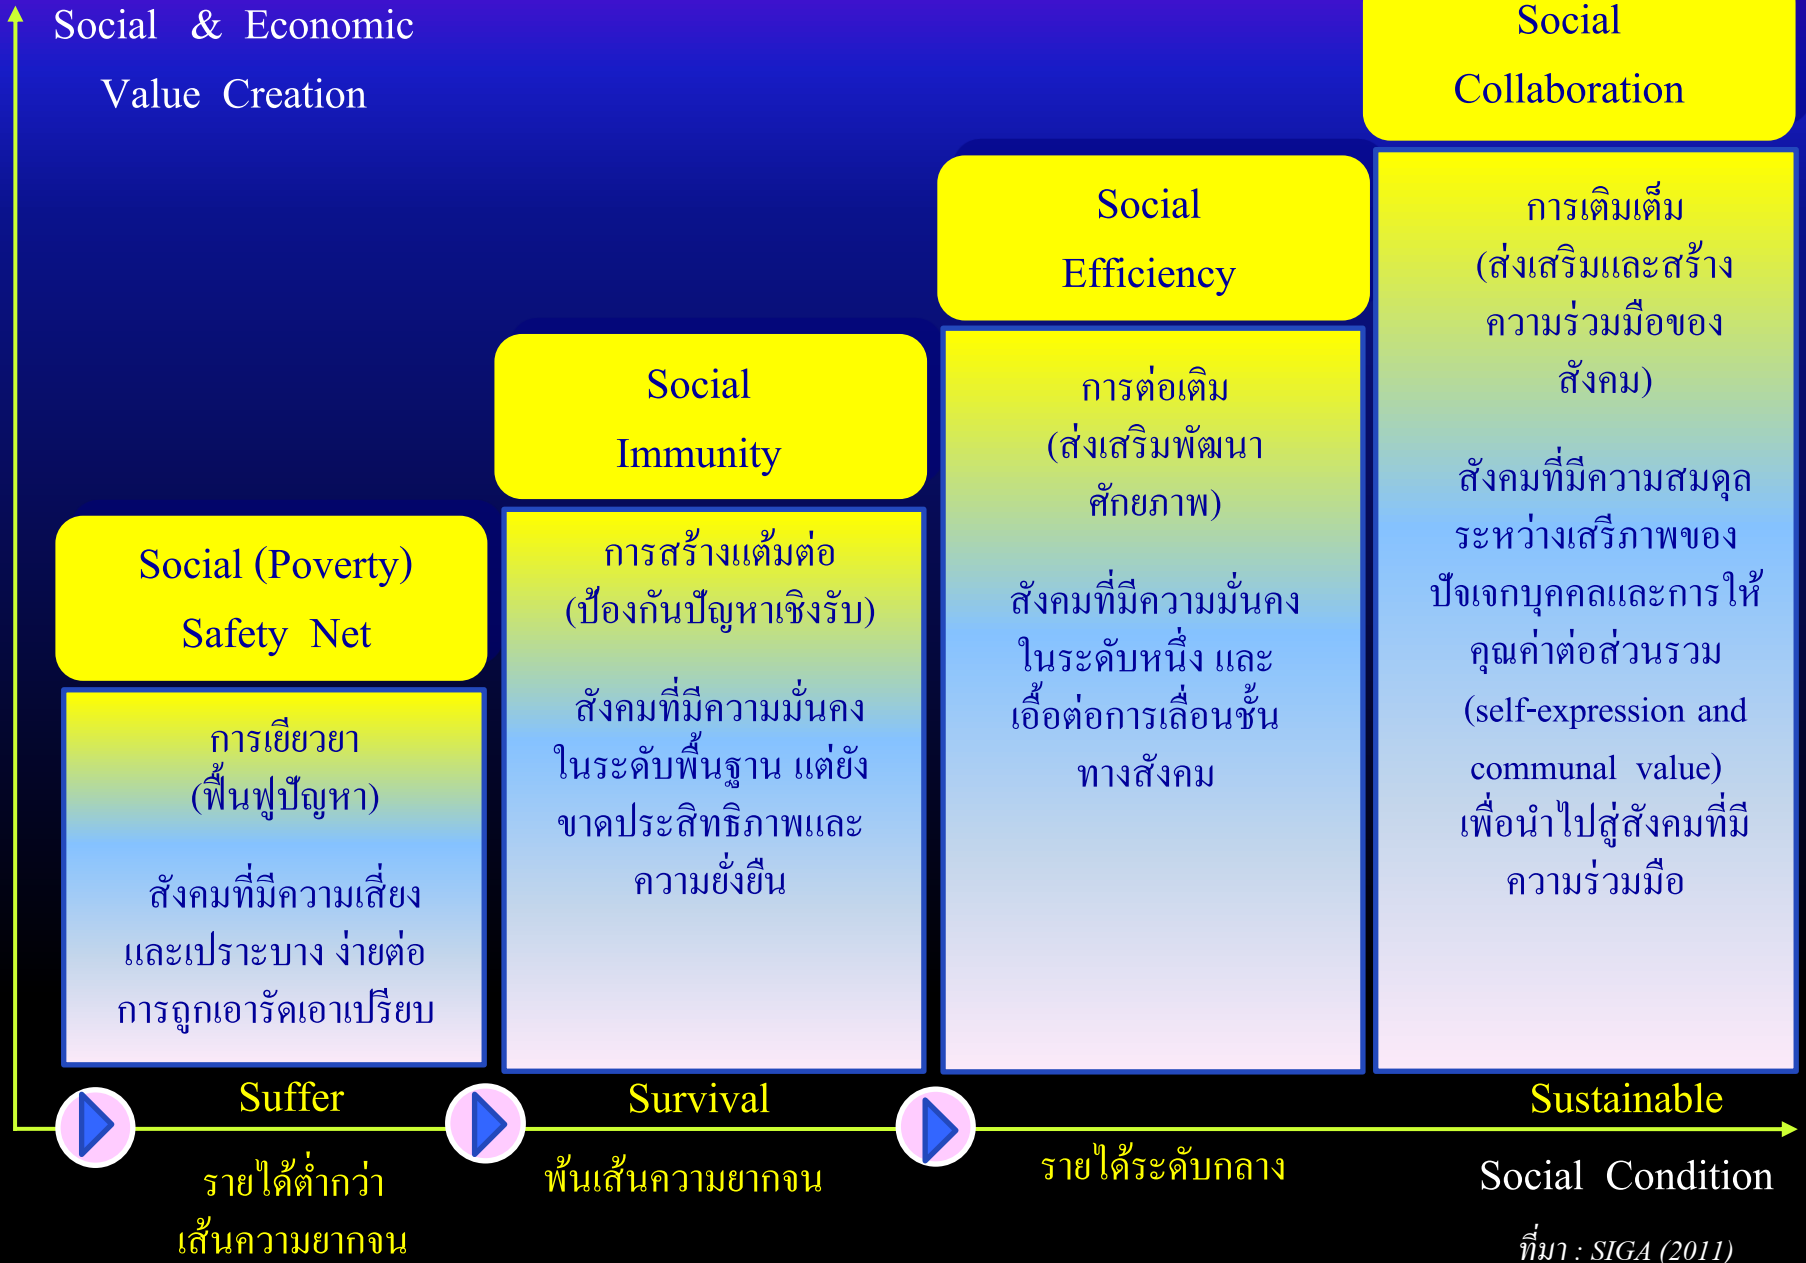 Social & Economic
Value Creation
Social
Collaboration
การเติมเต็ม
(ส่งเสริมและสร้าง
ความร่วมมือของ
สังคม)
สังคมที่มีความสมดุล
ระหว่างเสรีภาพของ
ปัจเจกบุคคลและการให้
คุณค่าต่อส่วนรวม
(self-expression and
communal value)
เพื่อนำไปสู่สังคมที่มี
ความร่วมมือ
Social
Efficiency
การต่อเติม
(ส่งเสริมพัฒนา
ศักยภาพ)
สังคมที่มีความมั่นคง
ในระดับหนึ่ง และ
เอื้อต่อการเลื่อนชั้น
ทางสังคม
Social
Immunity
การสร้างแต้มต่อ
(ป้องกันปัญหาเชิงรับ)
สังคมที่มีความมั่นคง
ในระดับพื้นฐาน แต่ยัง
ขาดประสิทธิภาพและ
ความยั่งยืน
Social (Poverty)
Safety Net
การเยียวยา
(ฟื้นฟูปัญหา)
สังคมที่มีความเสี่ยง
และเปราะบาง ง่ายต่อ
การถูกเอารัดเอาเปรียบ
Suffer
Survival
Sustainable
รายได้ต่ำกว่า
เส้นความยากจน
พ้นเส้นความยากจน
รายได้ระดับกลาง
Social Condition
ที่มา : SIGA (2011)